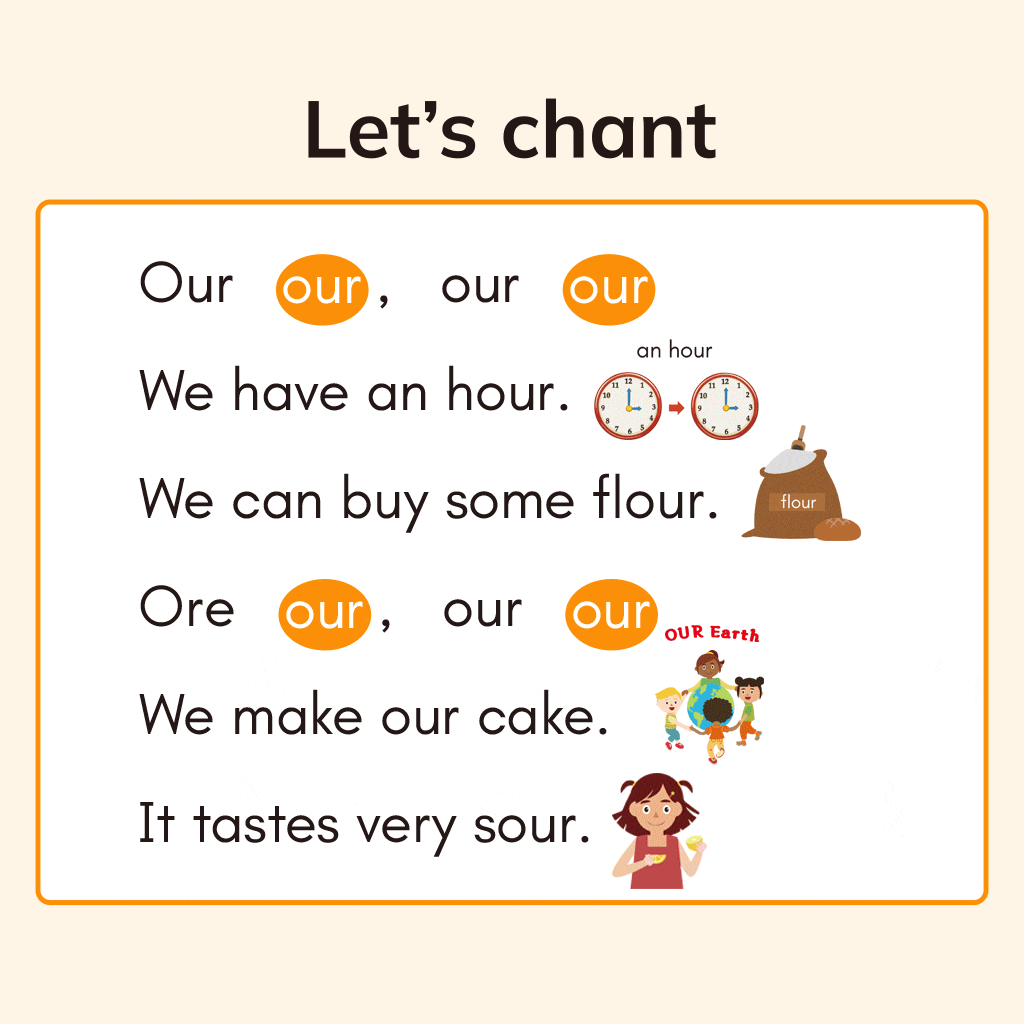 Let's chant
Our our, our our
an hour
We have an hour.
We can buy some flour.
flour
Ore our, our our
OUR Earth
We make our cake.
It tastes very sour.